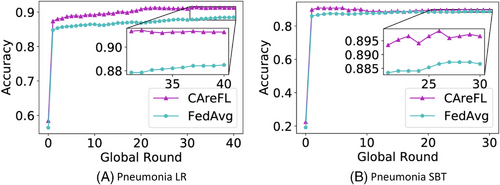 Accuracy
0.9
0.8
0.7
0.6
0.90
0.88
35
40
CAreFL
FedAvg
0
10
20
30
40
Global Round
(A) Pneumonia LR
Accuracy
0.8
0.6
0.4
0.2
0.895
0.890
0.885
25
30
CAreFL
FedAvg
0
10
20
30
Global Round
(B) Pneumonia SBT